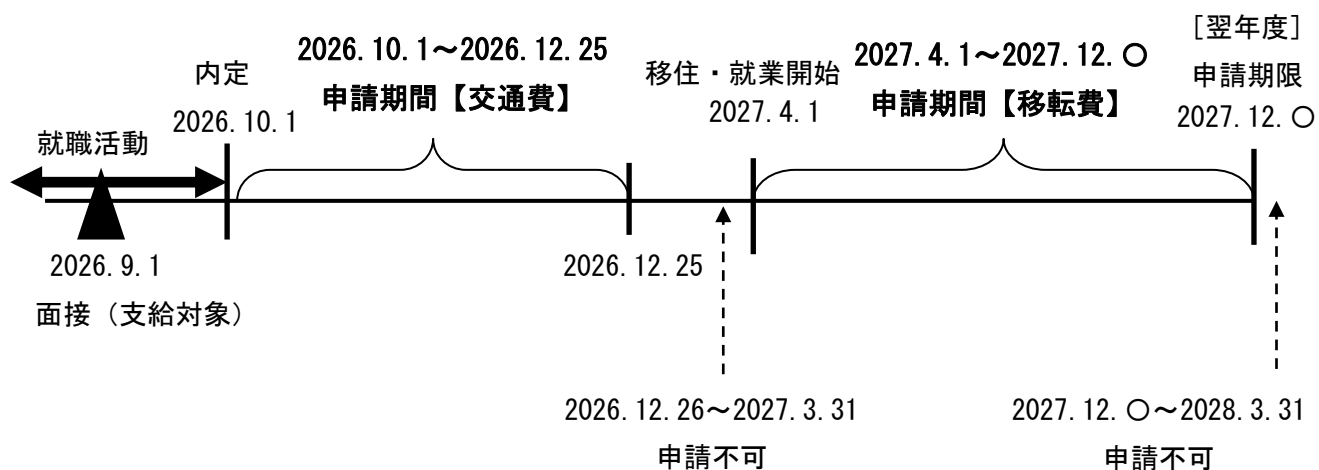 [翌年度]
申請期限
2027.12.〇
2026.10.1～2026.12.25
申請期間【交通費】
2027.4.1～2027.12.〇
申請期間【移転費】
内定
2026.10.1
移住・就業開始
2027.4.1
就職活動
2026.9.1
面接（支給対象）
2026.12.25
2026.12.26～2027.3.31
申請不可
2027.12.〇～2028.3.31
申請不可